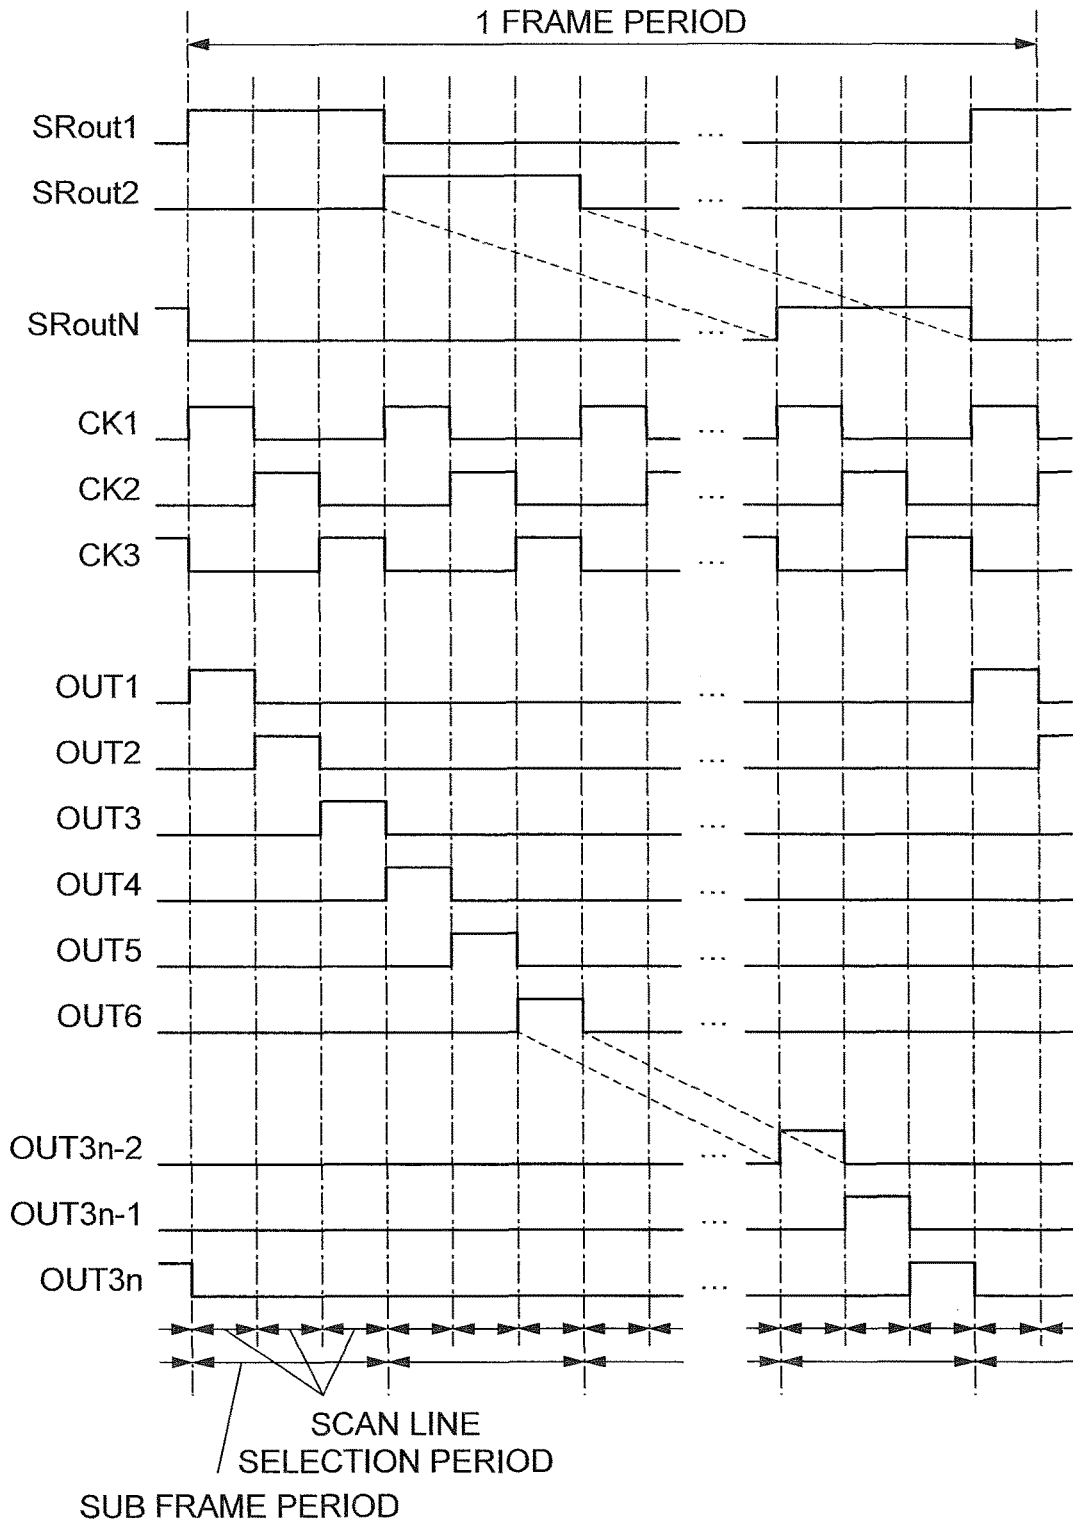 1 FRAME PERIOD
SRout1
...
SRout2
...
SRoutN
...
CK1
...
CK2
...
CK3
...
OUT1
...
OUT2
...
OUT3
...
OUT4
...
OUT5
...
OUT6
...
OUT3n-2
...
OUT3n-1
...
OUT3n
...
SCAN LINE
SELECTION PERIOD
SUB FRAME PERIOD